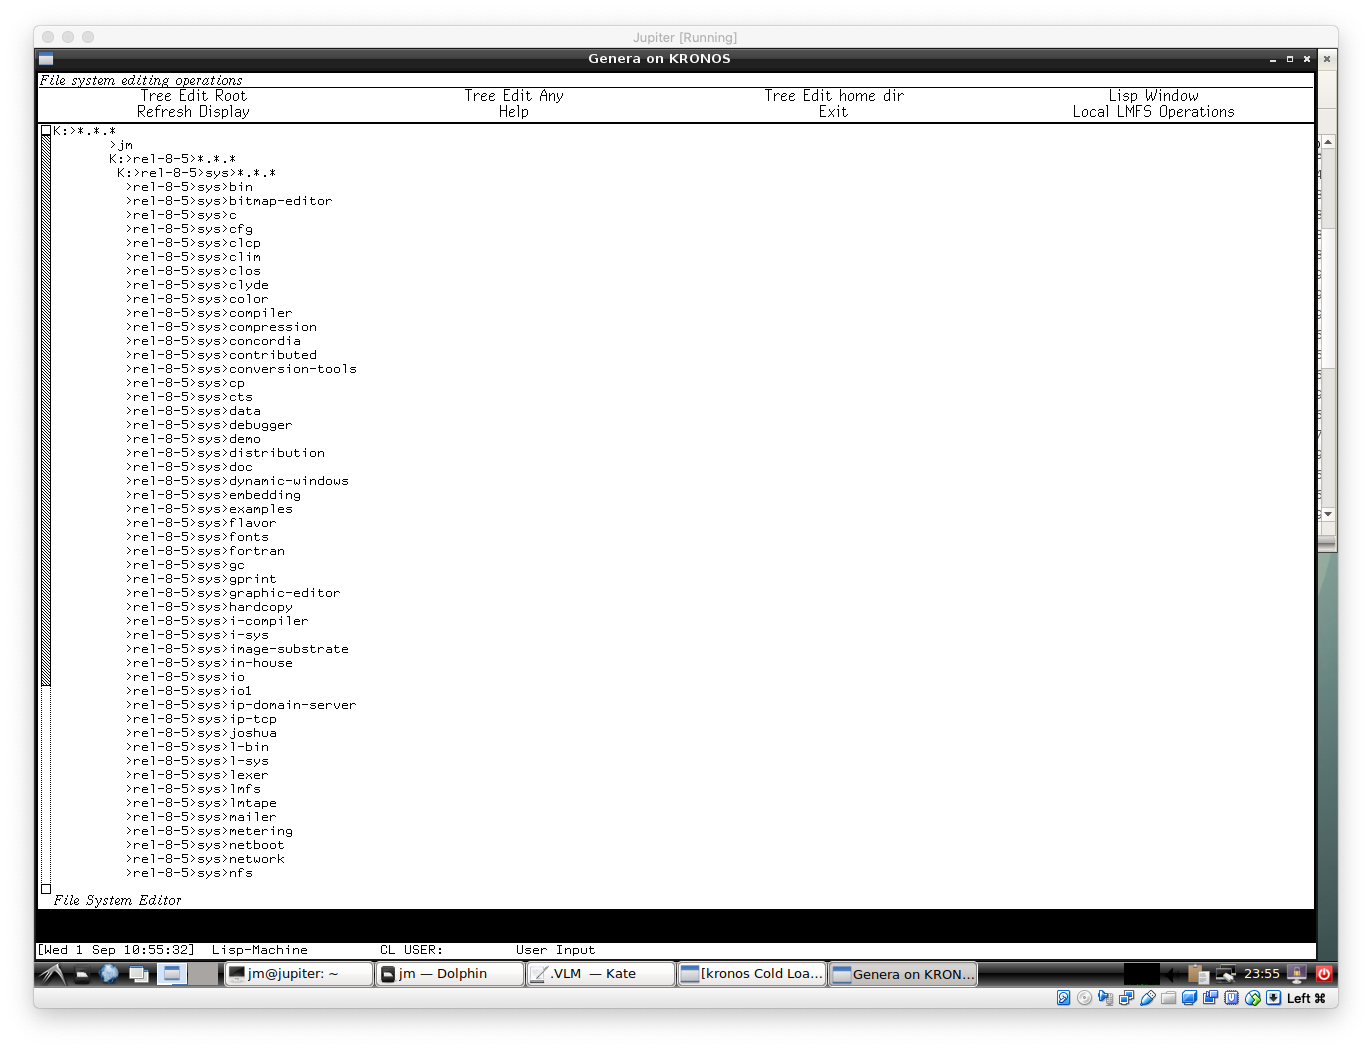 Jupiter [Running]
Genera on KRONOS
File system editing operations
Tree Edit Root Tree Edit Any Tree Edit home dir Lisp Window
Refresh Display Help Exit Local LMFS Operations
K:>*.*.*
>jm
K:>rel-8-5>*.*.*
K:>rel-8-5>sys>*.*.*
>rel-8-5>sys>bin
>rel-8-5>sys>bitmap-editor
>rel-8-5>sys>c
>rel-8-5>sys>cfg
>rel-8-5>sys>clcp
>rel-8-5>sys>clim
>rel-8-5>sys>clos
>rel-8-5>sys>clyde
>rel-8-5>sys>color
>rel-8-5>sys>compiler
>rel-8-5>sys>compression
>rel-8-5>sys>concordia
>rel-8-5>sys>contributed
>rel-8-5>sys>conversion-tools
>rel-8-5>sys>cp
>rel-8-5>sys>cts
>rel-8-5>sys>data
>rel-8-5>sys>debugger
>rel-8-5>sys>demo
>rel-8-5>sys>distribution
>rel-8-5>sys>doc
>rel-8-5>sys>dynamic-windows
>rel-8-5>sys>embedding
>rel-8-5>sys>examples
>rel-8-5>sys>flavor
>rel-8-5>sys>fonts
>rel-8-5>sys>fortran
>rel-8-5>sys>gc
>rel-8-5>sys>gprint
>rel-8-5>sys>graphic-editor
>rel-8-5>sys>hardcopy
>rel-8-5>sys>i-compiler
>rel-8-5>sys>i-sys
>rel-8-5>sys>image-substrate
>rel-8-5>sys>in-house
>rel-8-5>sys>io
>rel-8-5>sys>io1
>rel-8-5>sys>ip-domain-server
>rel-8-5>sys>ip-tcp
>rel-8-5>sys>joshua
>rel-8-5>sys>l-bin
>rel-8-5>sys>l-sys
>rel-8-5>sys>lexer
>rel-8-5>sys>lmfs
>rel-8-5>sys>lmtape
>rel-8-5>sys>mailer
>rel-8-5>sys>metering
>rel-8-5>sys>netboot
>rel-8-5>sys>network
>rel-8-5>sys>nfs
File System Editor
[Wed 1 Sep 10:55:32] Lisp-Machine CL USER: User Input
jm@jupiter: ~ jm — Dolphin .VLM — Kate [kronos Cold Loa... Genera on KRON... 23:55
Left ⌘